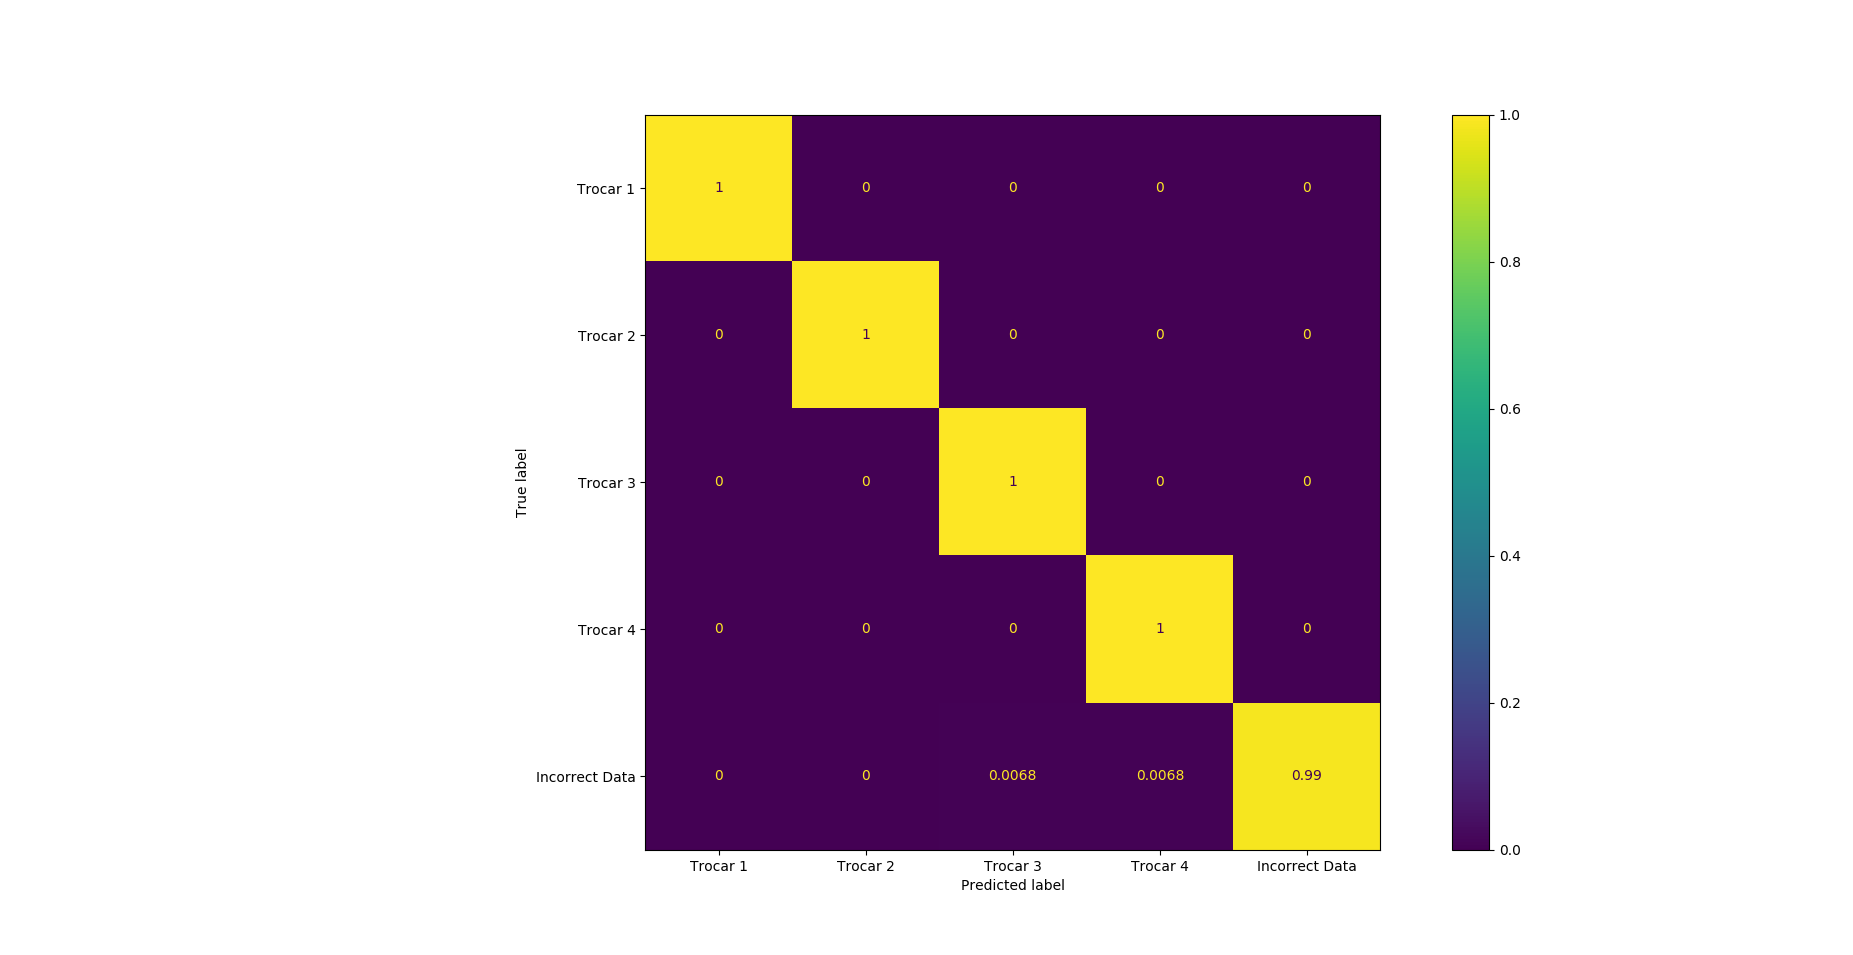 Trocar 1 1 0 0 0 0
Trocar 2 0 1 0 0 0
Trocar 3 0 0 1 0 0
Trocar 4 0 0 0 1 0
Incorrect Data 0 0 0.0068 0.0068 0.99
Trocar 1 Trocar 2 Trocar 3 Trocar 4 Incorrect Data
Predicted label
True label
1.0
0.8
0.6
0.4
0.2
0.0